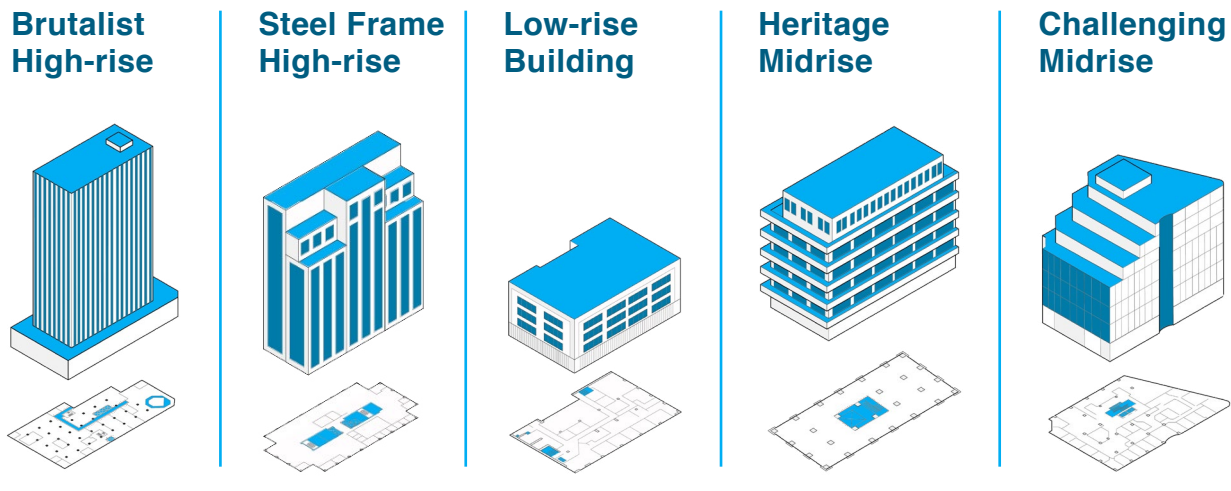 Brutalist
High-rise
Steel Frame
High-rise
Low-rise
Building
Heritage
Midrise
Challenging
Midrise